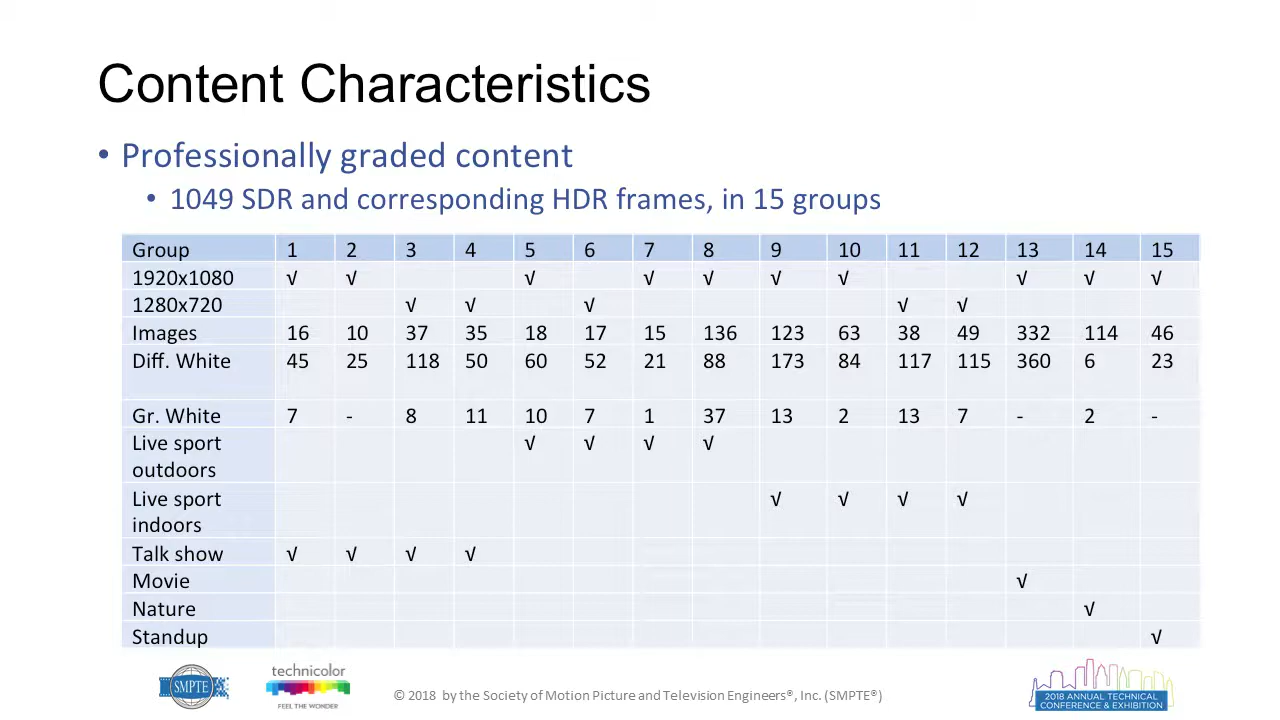 Content Characteristics
• Professionally graded content
• 1049 SDR and corresponding HDR frames, in 15 groups
Group 1 2 3 4 5 6 7 8 9 10 11 12 13 14 15
1920x1080 √ √ √ √ √ √ √ √ √ √
1280x720 √ √ √ √ √
Images 16 10 37 35 18 17 15 136 123 63 38 49 332 114 46
Diff. White 45 25 118 50 60 52 21 88 173 84 117 115 360 6 23
Gr. White 7 - 8 11 10 7 1 37 13 2 13 7 - 2 -
Live sport √ √ √ √
outdoors
Live sport √ √ √ √
indoors
Talk show √ √ √ √
Movie √
Nature √
Standup √
SMPTE
technicolor
FEEL THE WONDER
© 2018 by the Society of Motion Picture and Television Engineers®, Inc. (SMPTE®)
2018 ANNUAL TECHNICAL
CONFERENCE & EXHIBITION